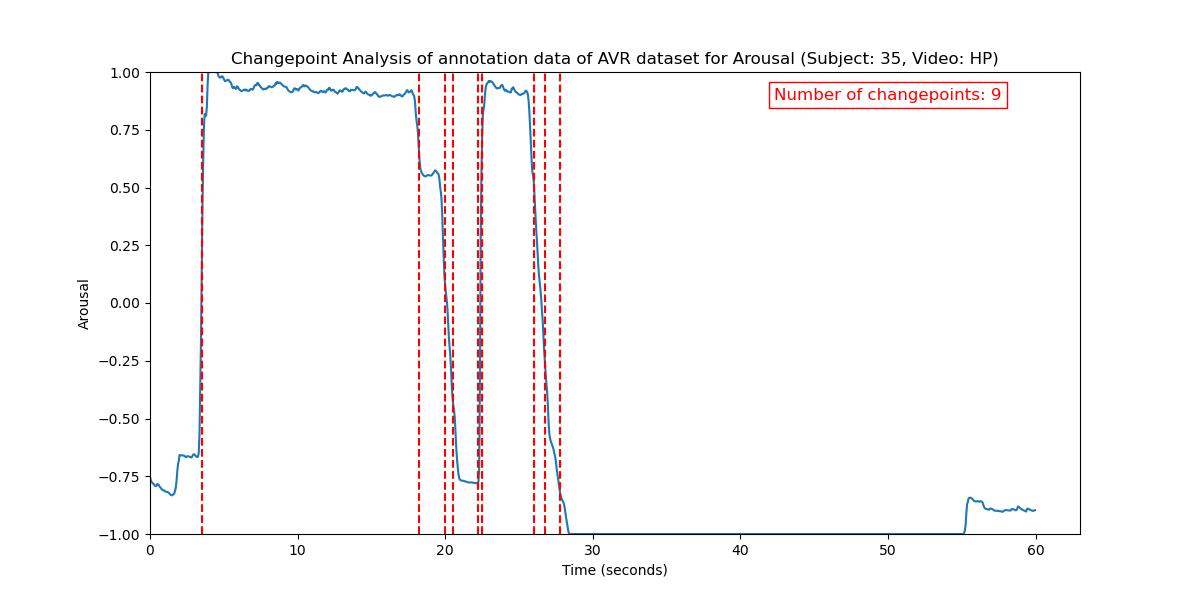 Changepoint Analysis of annotation data of AVR dataset for Arousal (Subject: 35, Video: HP)
Number of changepoints: 9
1.00
0.75
0.50
0.25
0.00
−0.25
−0.50
−0.75
−1.00
Arousal
0 10 20 30 40 50 60
Time (seconds)